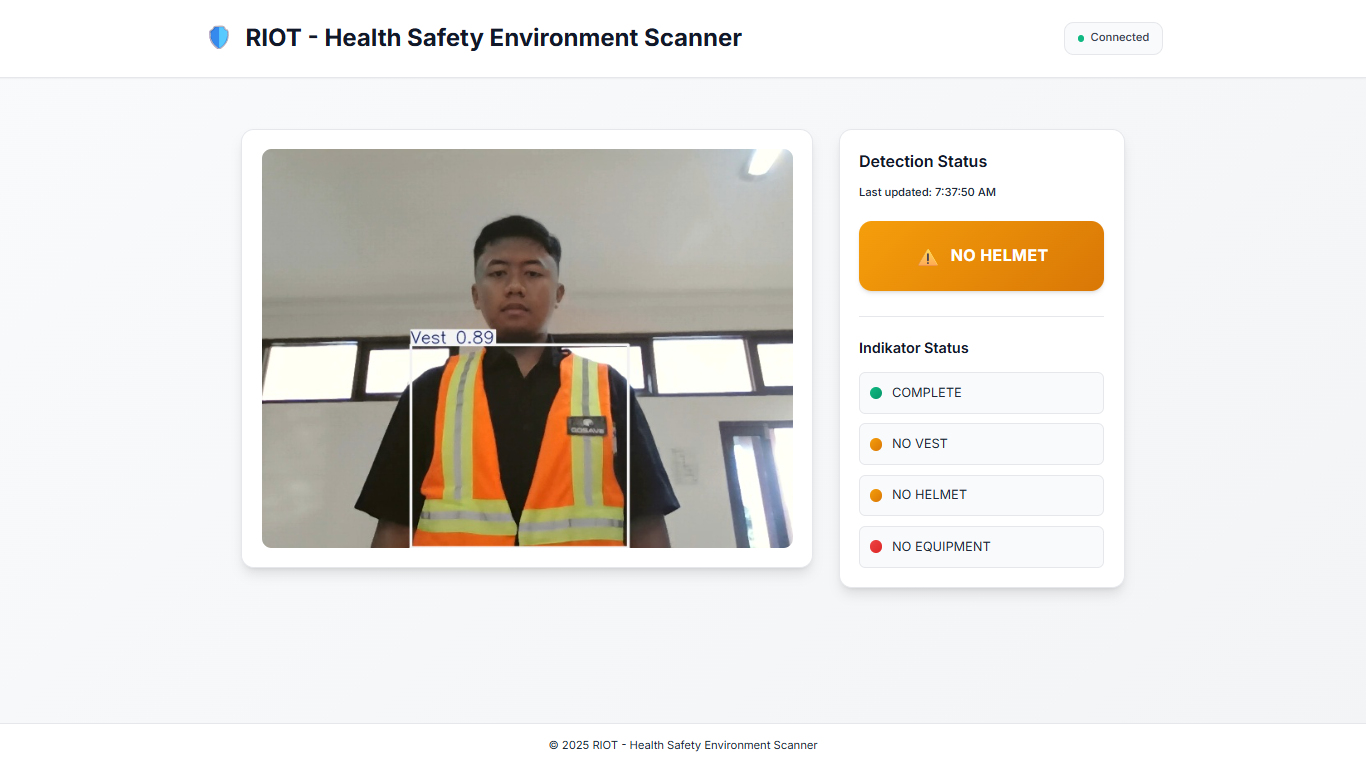 RIOT - Health Safety Environment Scanner
Connected
Vest 0.89
Detection Status
Last updated: 7:37:50 AM
NO HELMET
Indikator Status
COMPLETE
NO VEST
NO HELMET
NO EQUIPMENT
© 2025 RIOT - Health Safety Environment Scanner